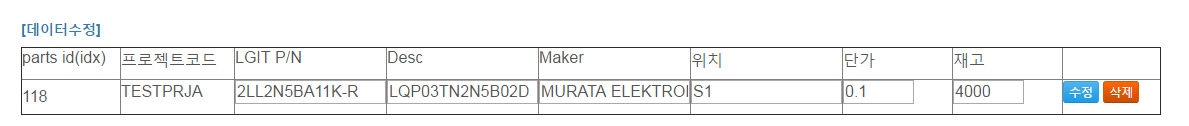 [데이터수정]
parts id(idx) 프로젝트코드 LGIT P/N Desc Maker 위치 단가 재고
118 TESTPRJA 2LL2N5BA11K-R LQP03TN2N5B02D MURATA ELEKTROI S1 0.1 4000 수정 삭제